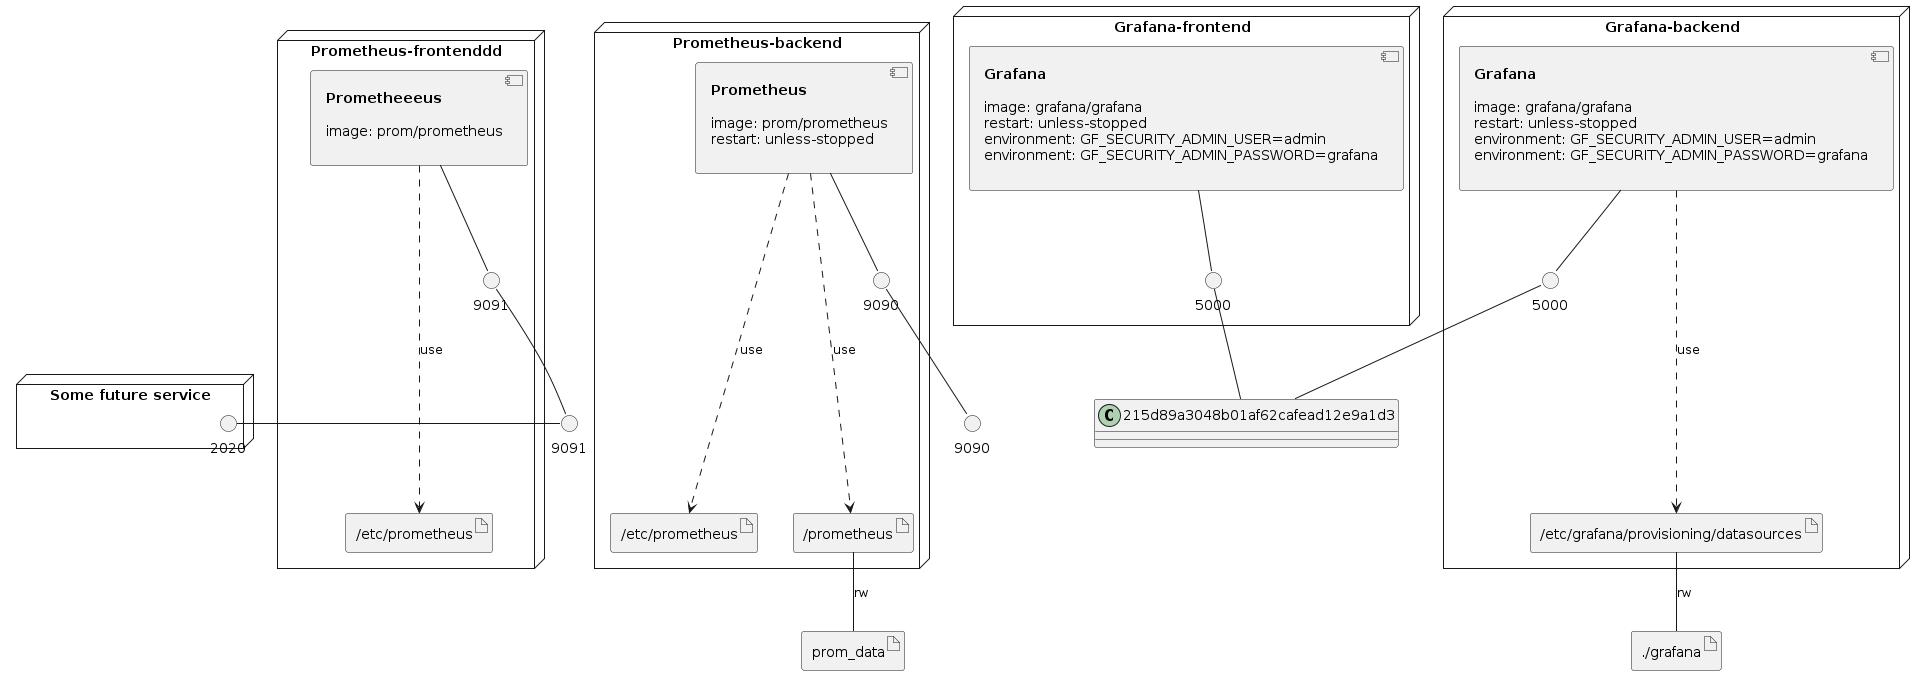 Prometheus-frontenddd
Prometheeeus
image: prom/prometheus
9091
use
/etc/prometheus
Some future service
2020
9091
Prometheus-backend
Prometheus
image: prom/prometheus
restart: unless-stopped
9090
use
use
9090
/etc/prometheus
/prometheus
rw
prom_data
Grafana-frontend
Grafana
image: grafana/grafana
restart: unless-stopped
environment: GF_SECURITY_ADMIN_USER=admin
environment: GF_SECURITY_ADMIN_PASSWORD=grafana
5000
C 215d89a3048b01af62cafead12e9a1d3
Grafana-backend
Grafana
image: grafana/grafana
restart: unless-stopped
environment: GF_SECURITY_ADMIN_USER=admin
environment: GF_SECURITY_ADMIN_PASSWORD=grafana
5000
use
/etc/grafana/provisioning/datasources
rw
./grafana